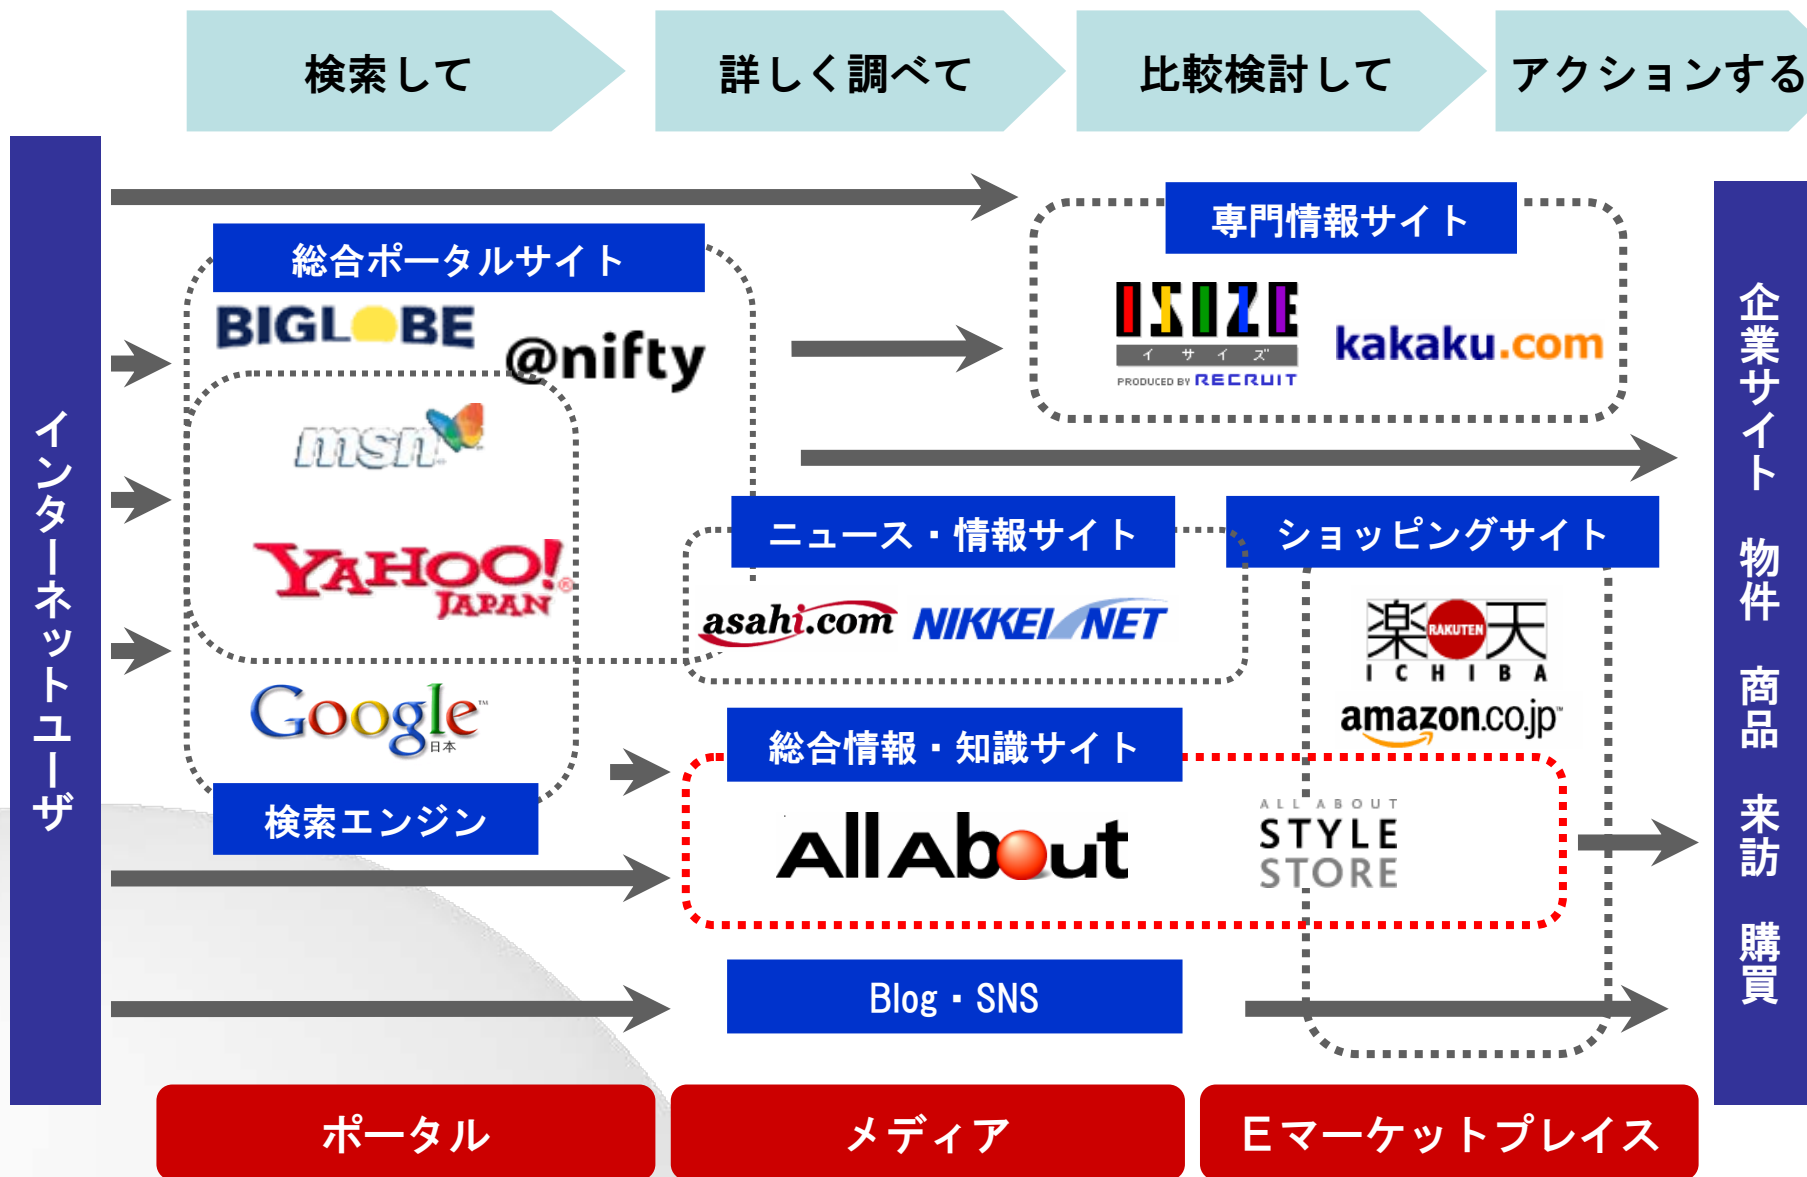 検索して
詳しく調べて
比較検討して
アクションする
インターネットユーザ
総合ポータルサイト
BIGLOBE
@nifty
msn
YAHOO!®
JAPAN
Google™
日本
検索エンジン
専門情報サイト
ISIZE
イサイズ
PRODUCED BY RECRUIT
kakaku.com
ニュース・情報サイト
asahi.com
NIKKEI NET
ショッピングサイト
楽天
RAKUTEN
ICHIBA
amazon.co.jp™
総合情報・知識サイト
All About
ALL ABOUT
STYLE
STORE
Blog・SNS
企業サイト 物件 商品 来訪 購買
ポータル
メディア
Eマーケットプレイス